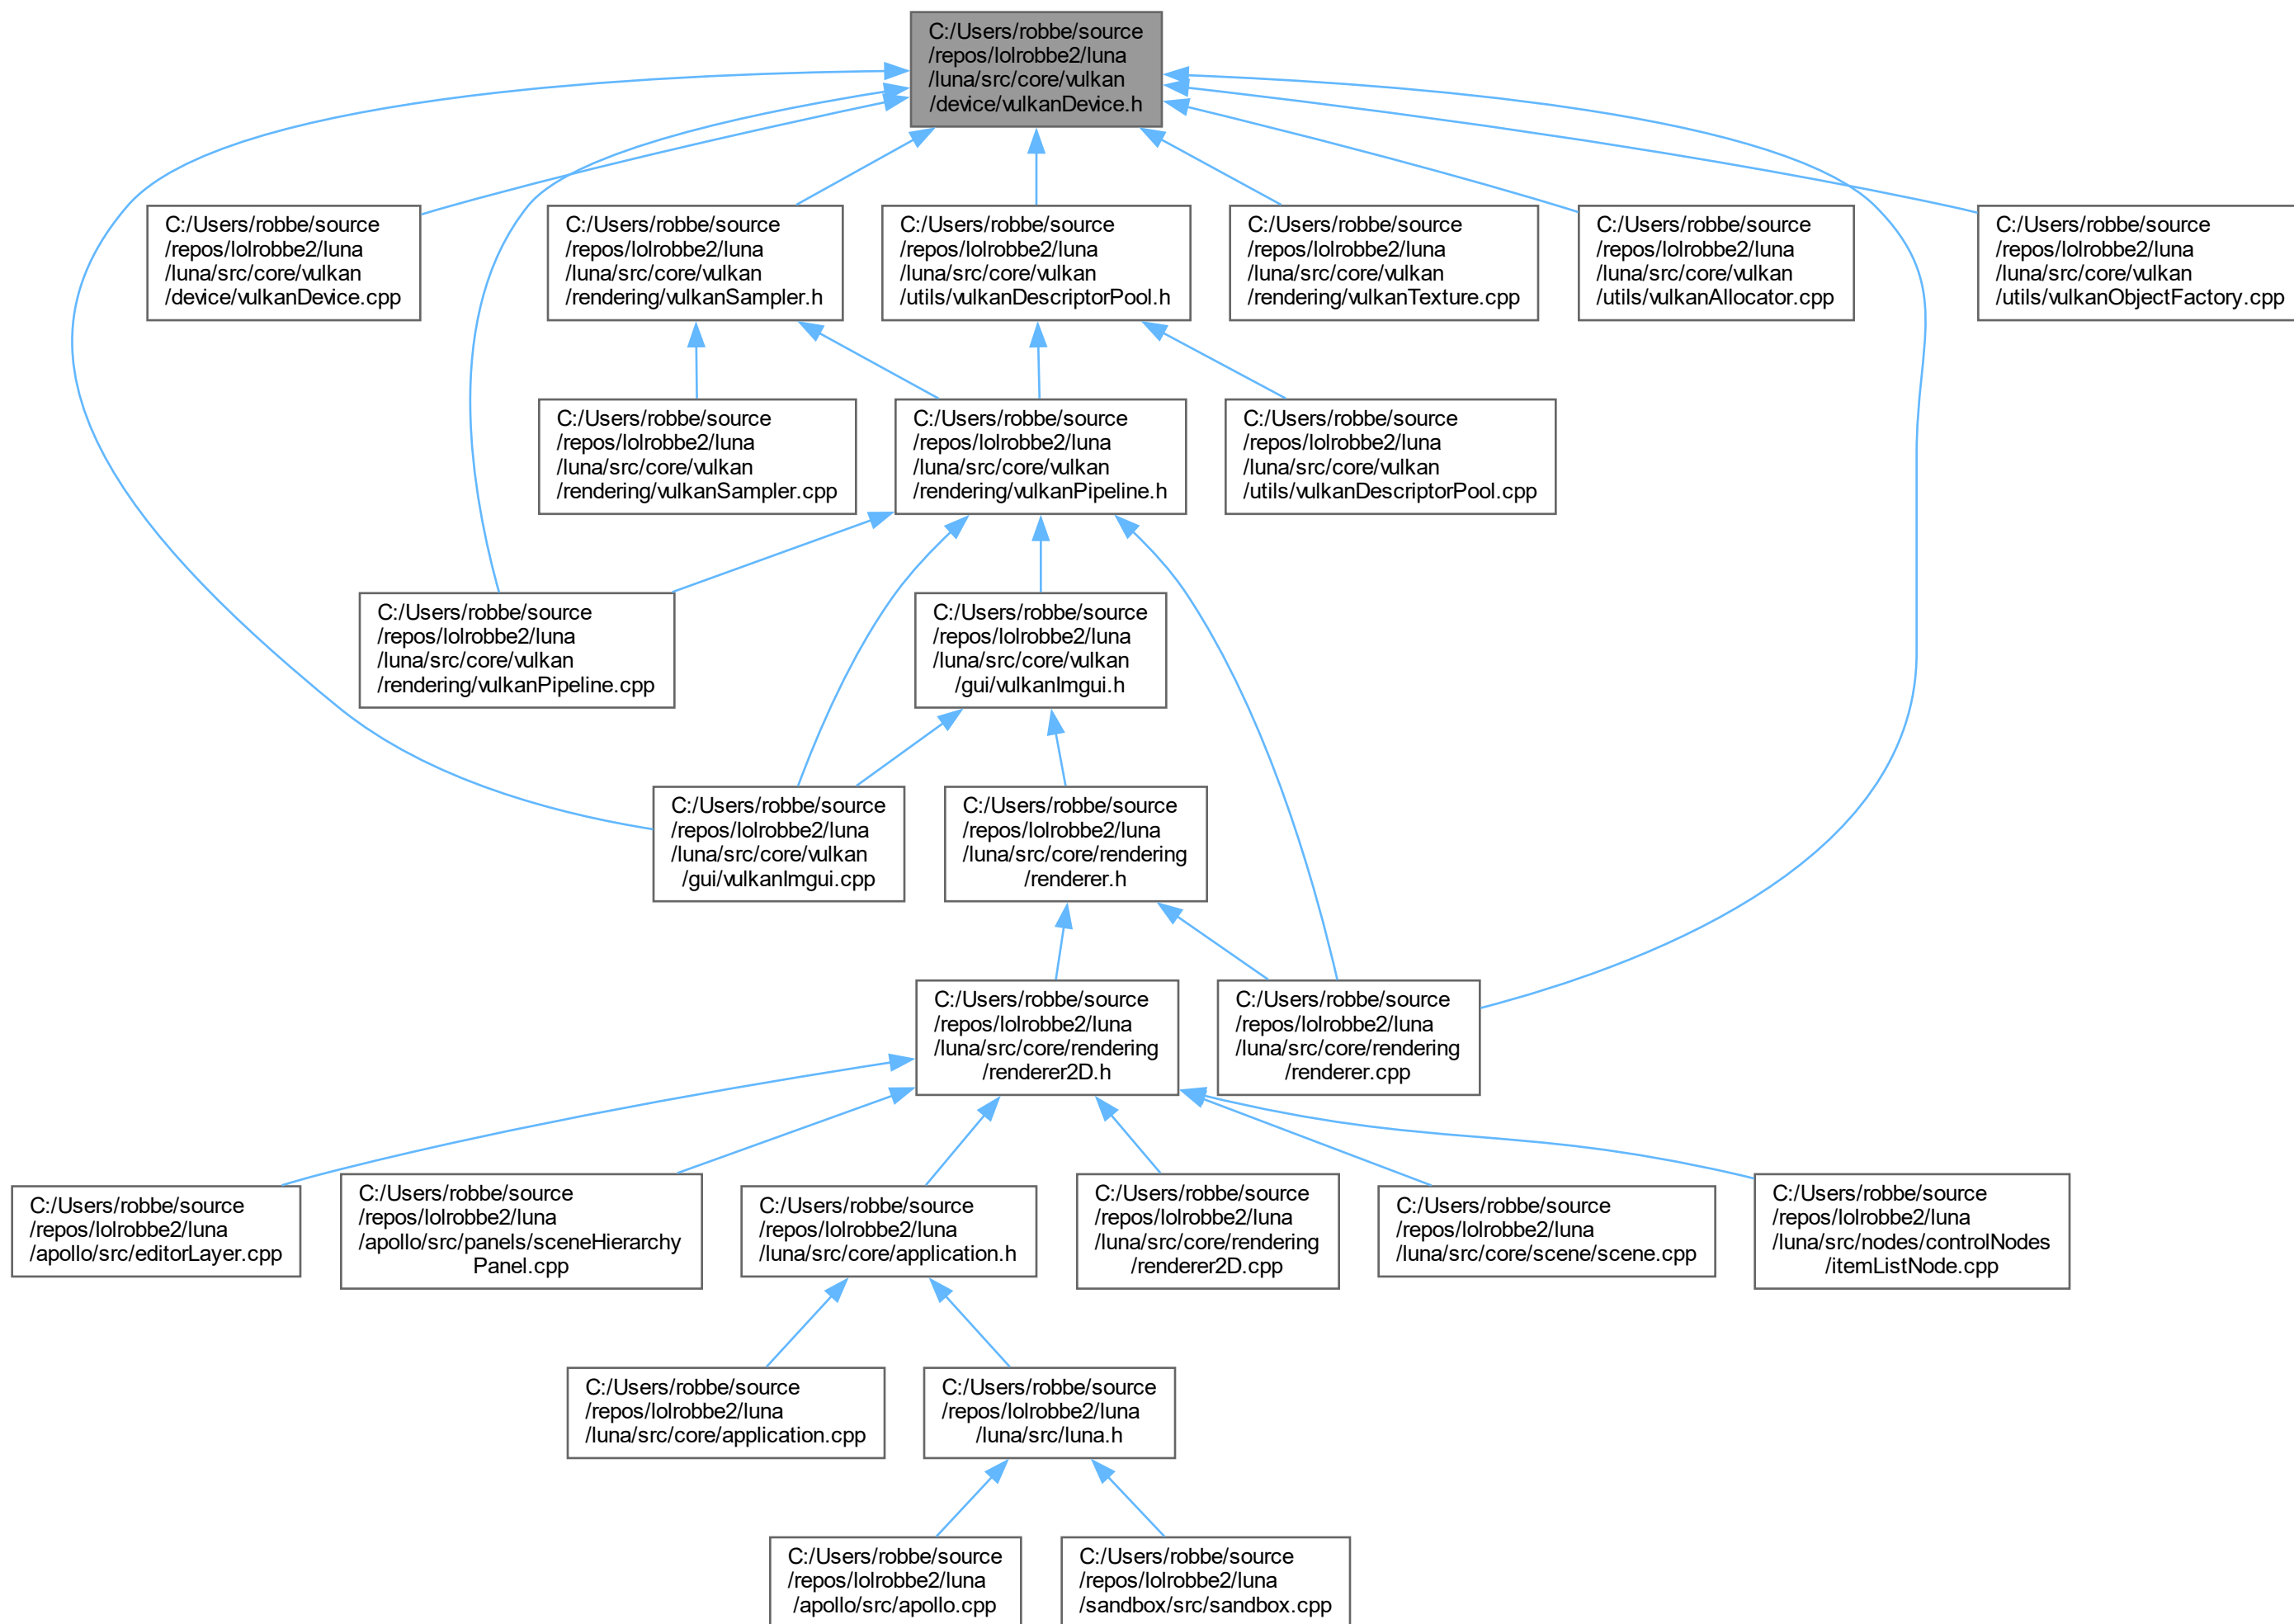 C:/Users/robbe/source
/repos/lolrobbe2/luna
/luna/src/core/vulkan
/device/vulkanDevice.h
C:/Users/robbe/source
/repos/lolrobbe2/luna
/luna/src/core/vulkan
/device/vulkanDevice.cpp
C:/Users/robbe/source
/repos/lolrobbe2/luna
/luna/src/core/vulkan
/rendering/vulkanSampler.h
C:/Users/robbe/source
/repos/lolrobbe2/luna
/luna/src/core/vulkan
/utils/vulkanDescriptorPool.h
C:/Users/robbe/source
/repos/lolrobbe2/luna
/luna/src/core/vulkan
/rendering/vulkanTexture.cpp
C:/Users/robbe/source
/repos/lolrobbe2/luna
/luna/src/core/vulkan
/utils/vulkanAllocator.cpp
C:/Users/robbe/source
/repos/lolrobbe2/luna
/luna/src/core/vulkan
/utils/vulkanObjectFactory.cpp
C:/Users/robbe/source
/repos/lolrobbe2/luna
/luna/src/core/vulkan
/rendering/vulkanSampler.cpp
C:/Users/robbe/source
/repos/lolrobbe2/luna
/luna/src/core/vulkan
/rendering/vulkanPipeline.h
C:/Users/robbe/source
/repos/lolrobbe2/luna
/luna/src/core/vulkan
/utils/vulkanDescriptorPool.cpp
C:/Users/robbe/source
/repos/lolrobbe2/luna
/luna/src/core/vulkan
/rendering/vulkanPipeline.cpp
C:/Users/robbe/source
/repos/lolrobbe2/luna
/luna/src/core/vulkan
/gui/vulkanImgui.h
C:/Users/robbe/source
/repos/lolrobbe2/luna
/luna/src/core/vulkan
/gui/vulkanImgui.cpp
C:/Users/robbe/source
/repos/lolrobbe2/luna
/luna/src/core/rendering
/renderer.h
C:/Users/robbe/source
/repos/lolrobbe2/luna
/luna/src/core/rendering
/renderer2D.h
C:/Users/robbe/source
/repos/lolrobbe2/luna
/luna/src/core/rendering
/renderer.cpp
C:/Users/robbe/source
/repos/lolrobbe2/luna
/apollo/src/editorLayer.cpp
C:/Users/robbe/source
/repos/lolrobbe2/luna
/apollo/src/panels/sceneHierarchy
Panel.cpp
C:/Users/robbe/source
/repos/lolrobbe2/luna
/luna/src/core/application.h
C:/Users/robbe/source
/repos/lolrobbe2/luna
/luna/src/core/rendering
/renderer2D.cpp
C:/Users/robbe/source
/repos/lolrobbe2/luna
/luna/src/core/scene/scene.cpp
C:/Users/robbe/source
/repos/lolrobbe2/luna
/luna/src/nodes/controlNodes
/itemListNode.cpp
C:/Users/robbe/source
/repos/lolrobbe2/luna
/luna/src/core/application.cpp
C:/Users/robbe/source
/repos/lolrobbe2/luna
/luna/src/luna.h
C:/Users/robbe/source
/repos/lolrobbe2/luna
/apollo/src/apollo.cpp
C:/Users/robbe/source
/repos/lolrobbe2/luna
/sandbox/src/sandbox.cpp